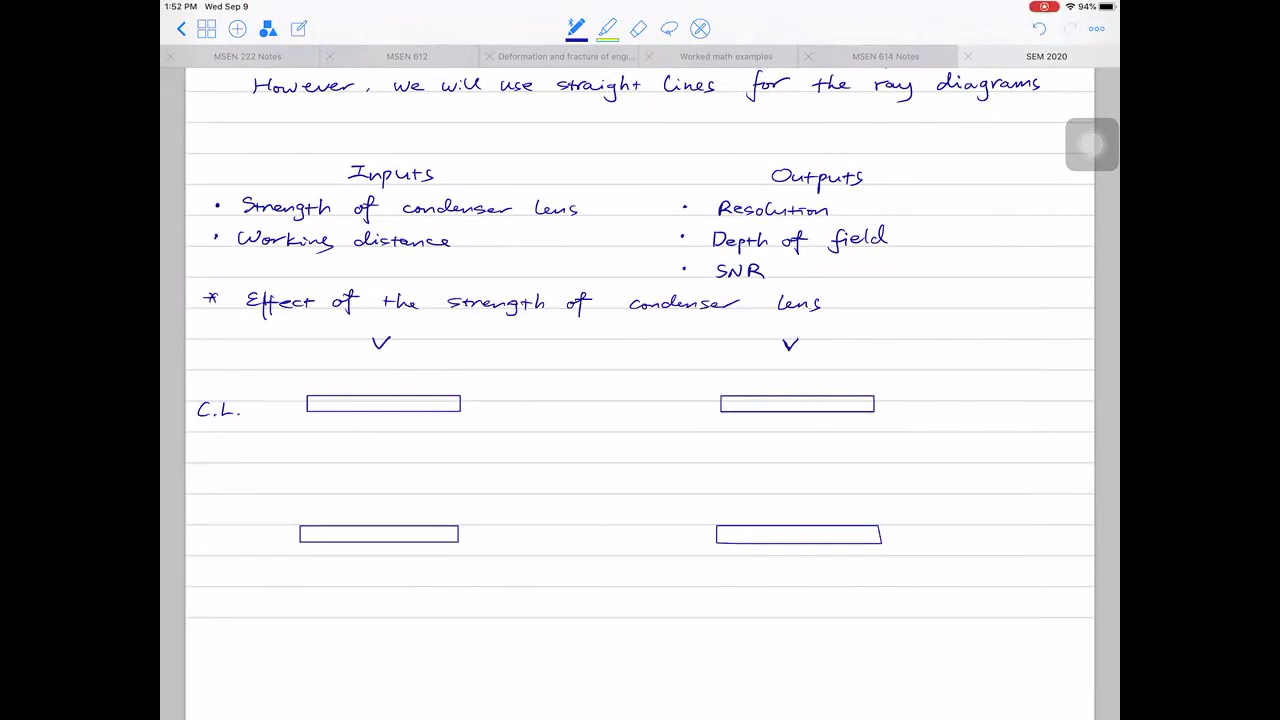 1:52 PM Wed Sep 9
94%
MSEN 222 Notes
MSEN 612
Deformation and fracture of engi...
Worked math examples
MSEN 614 Notes
SEM 2020
However, we will use straight lines for the ray diagrams
Inputs
Outputs
• Strength of condenser lens
• Resolution
• Working distance
• Depth of field
• SNR
* Effect of the strength of condenser lens
V V
C.L.